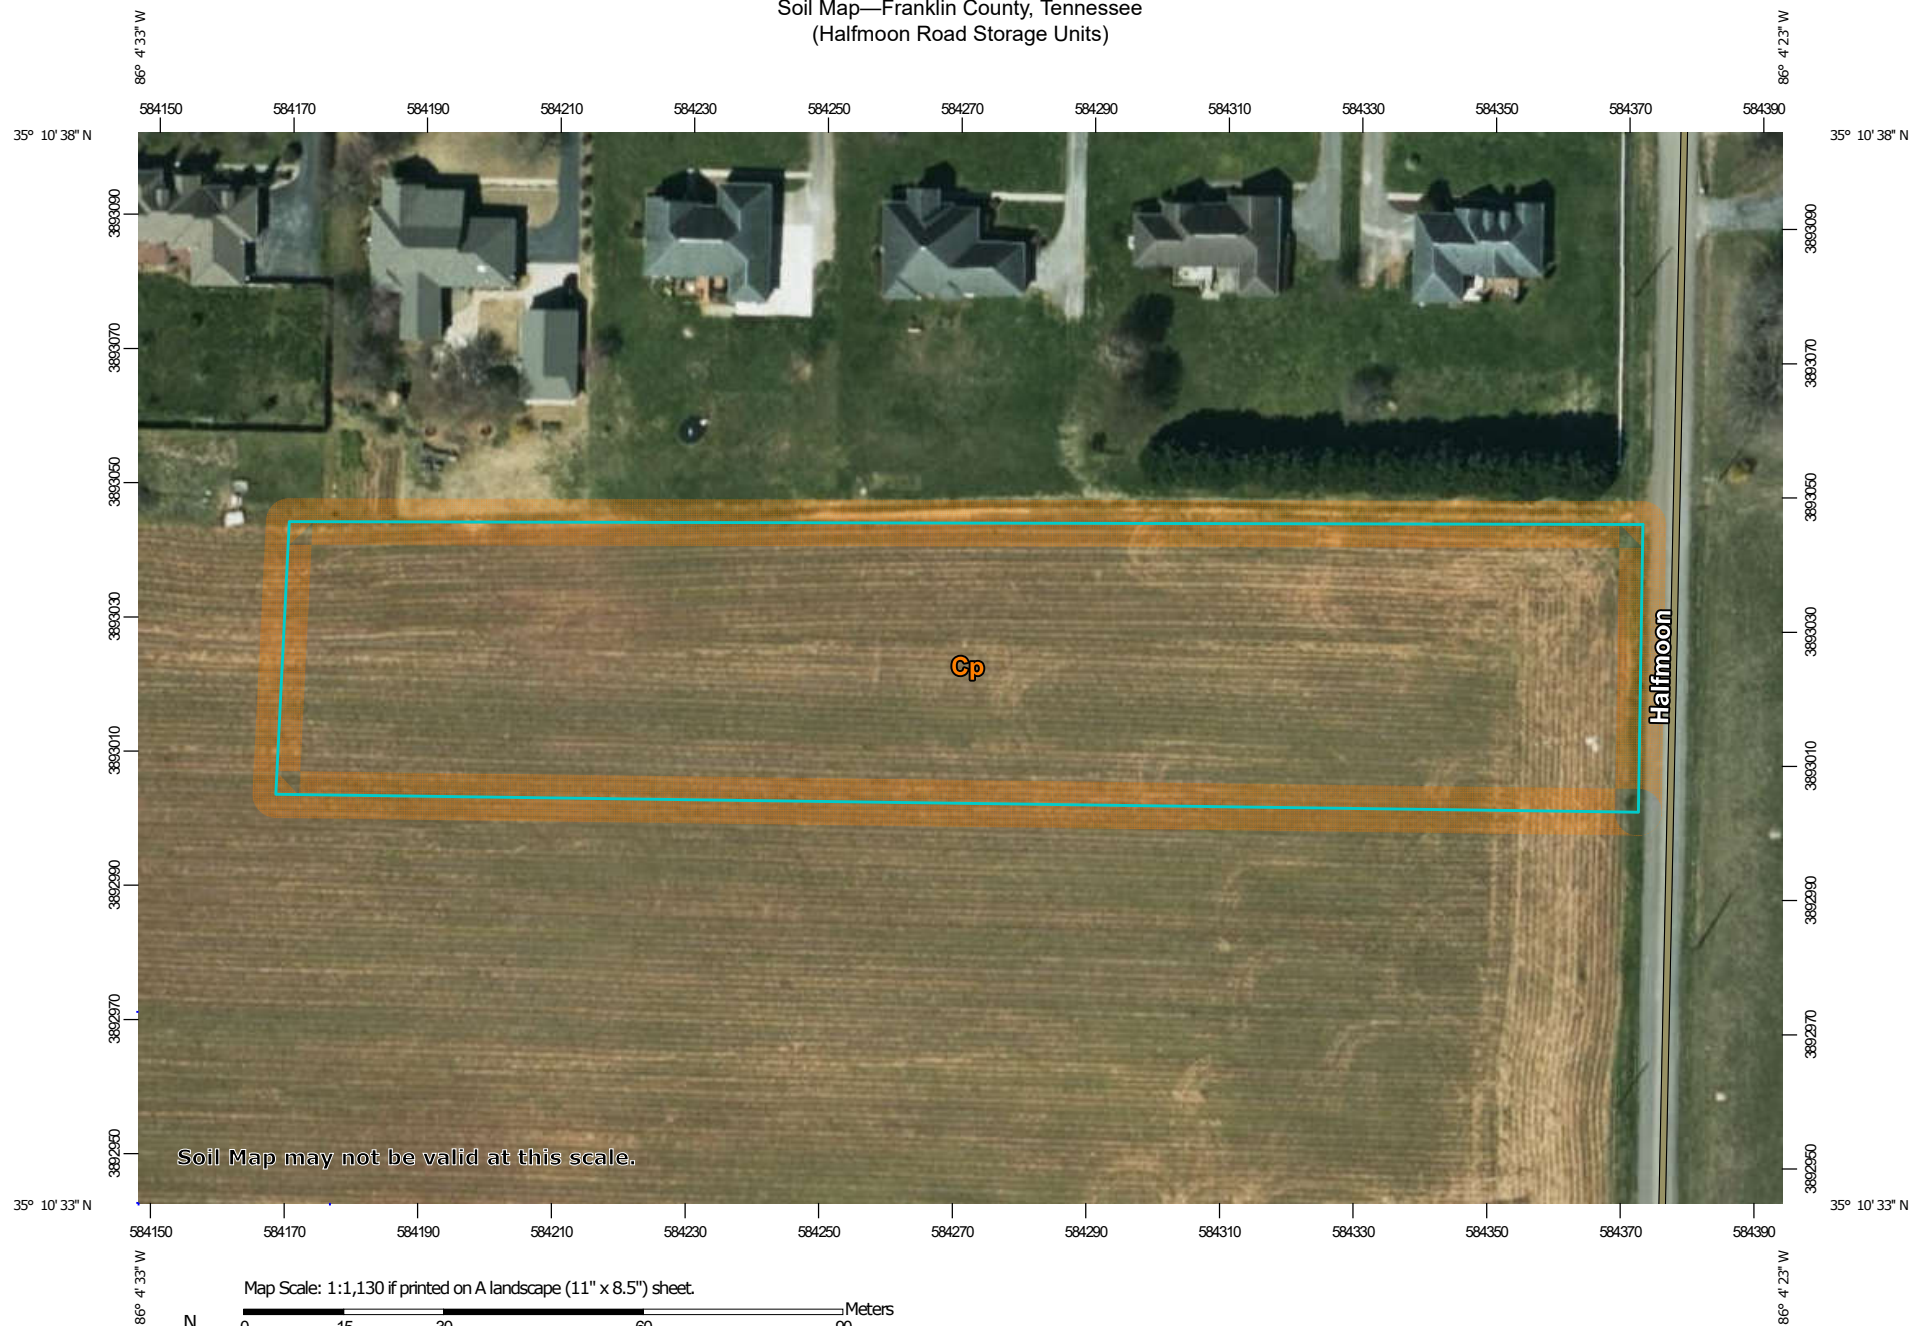 Soil Map—Franklin County, Tennessee
(Halfmoon Road Storage Units)
86° 4' 33'' W
86° 4' 23'' W
584150 584170 584190 584210 584230 584250 584270 584290 584310 584330 584350 584370 584390
35° 10' 38'' N
35° 10' 38'' N
3893090
3893090
3893070
3893070
3893050
3893050
3893030
3893030
Halfmoon
Cp
3893010
3893010
3892990
3892990
3892970
3892970
3892950
3892950
Soil Map may not be valid at this scale.
35° 10' 33'' N
35° 10' 33'' N
584150 584170 584190 584210 584230 584250 584270 584290 584310 584330 584350 584370 584390
86° 4' 33'' W
86° 4' 23'' W
Map Scale: 1:1,130 if printed on A landscape (11" x 8.5") sheet.
Meters
N
0 15 30 60 90